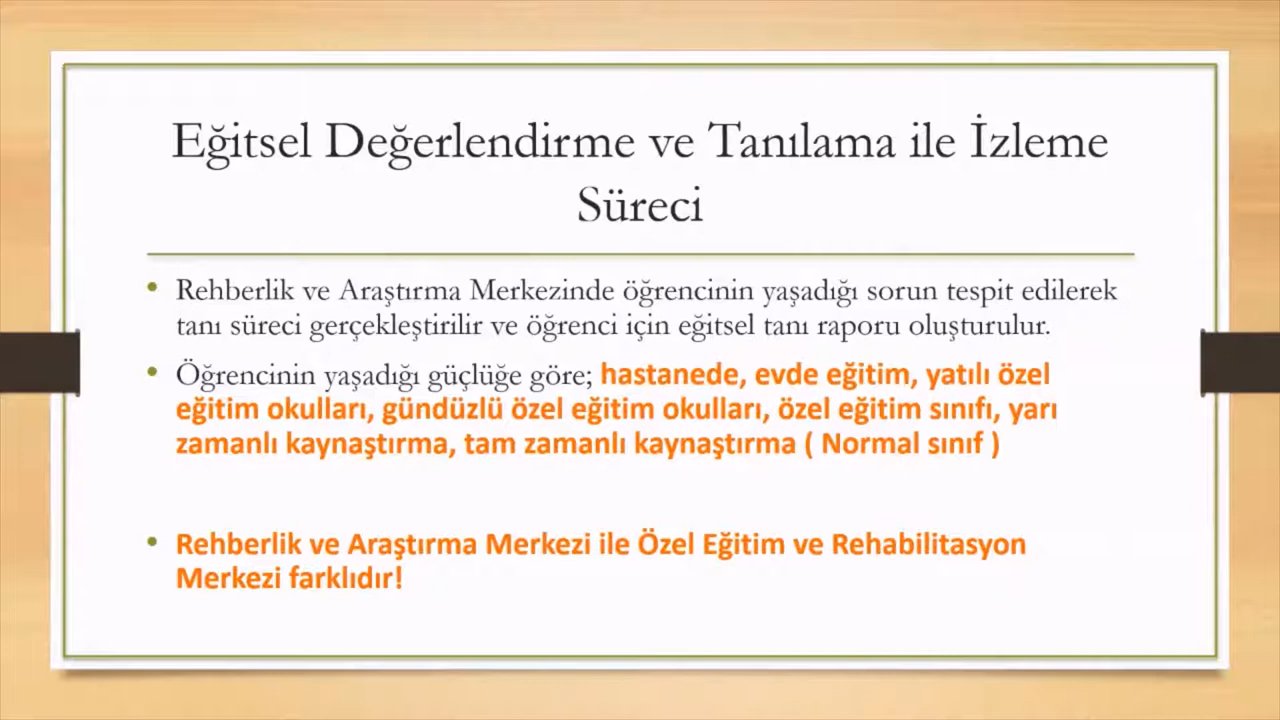 Eğitsel Değerlendirme ve Tanılama ile İzleme
Süreci
• Rehberlik ve Araştırma Merkezinde öğrencinin yaşadığı sorun tespit edilerek
tanı süreci gerçekleştirilir ve öğrenci için eğitsel tanı raporu oluşturulur.
• Öğrencinin yaşadığı güçlüğe göre; hastanede, evde eğitim, yatılı özel
eğitim okulları, gündüzlü özel eğitim okulları, özel eğitim sınıfı, yarı
zamanlı kaynaştırma, tam zamanlı kaynaştırma ( Normal sınıf )
• Rehberlik ve Araştırma Merkezi ile Özel Eğitim ve Rehabilitasyon
Merkezi farklıdır!